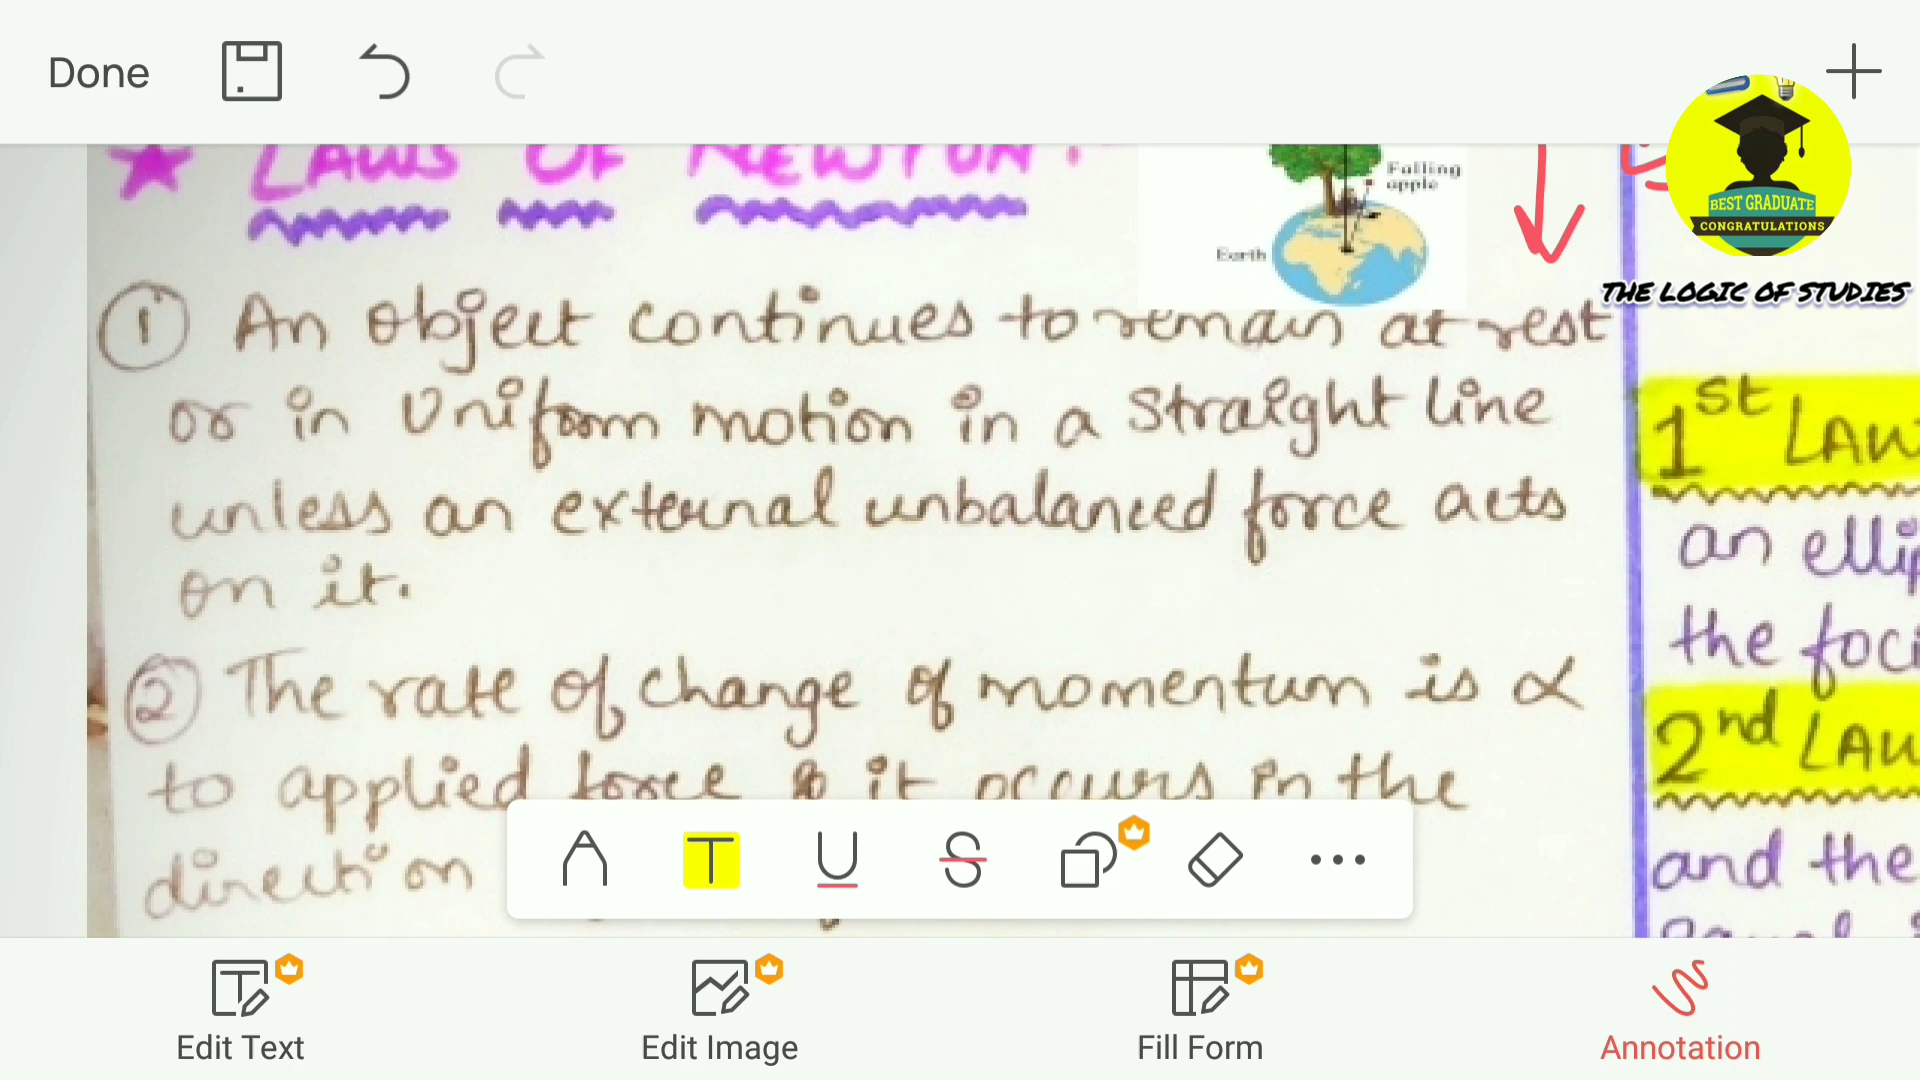 Done
★ LAWS OF NEWTON :-
Falling
apple
Earth
BEST GRADUATE
CONGRATULATIONS
THE LOGIC OF STUDIES
① An object continues to remain at rest
or in Uniform motion in a straight line
unless an external unbalanced force acts
on it.
② The rate of change of momentum is ∝
to applied force & it occurs in the
direction
1st LAW
an ellip
the foci
2nd LAW
and the
Edit Text
Edit Image
Fill Form
Annotation